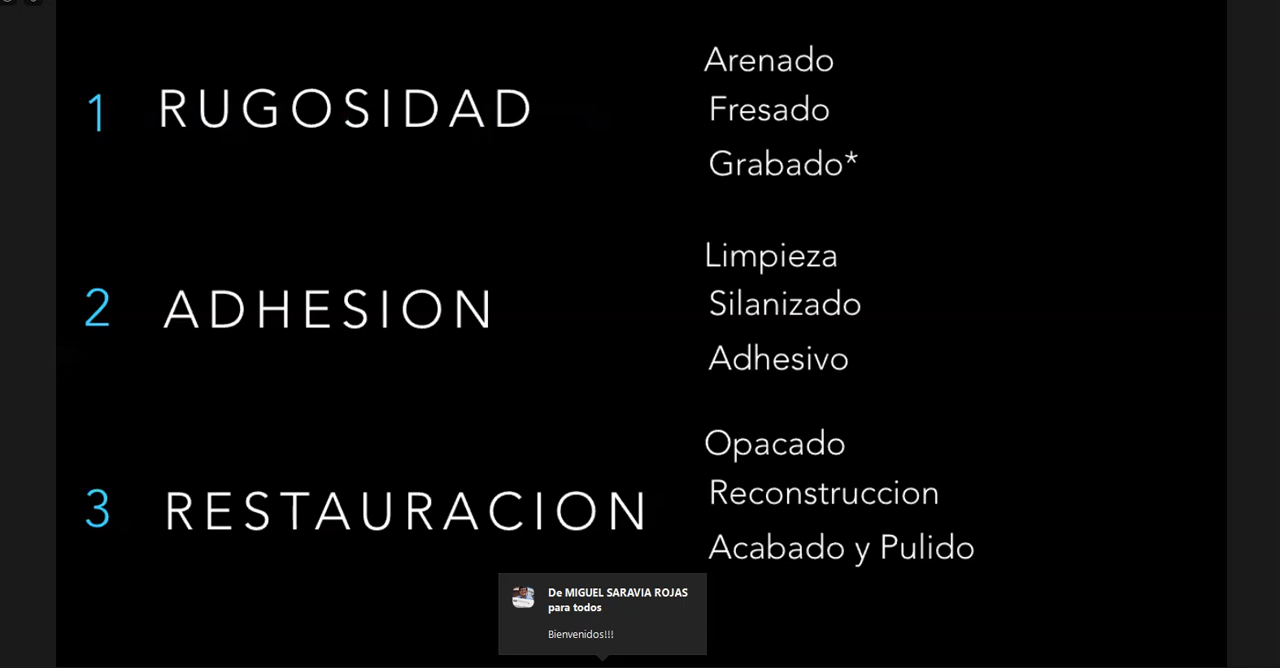 1 RUGOSIDAD
Arenado
Fresado
Grabado*
2 ADHESION
Limpieza
Silanizado
Adhesivo
3 RESTAURACION
Opacado
Reconstruccion
Acabado y Pulido
De MIGUEL SARAVIA ROJAS
para todos
Bienvenidos!!!